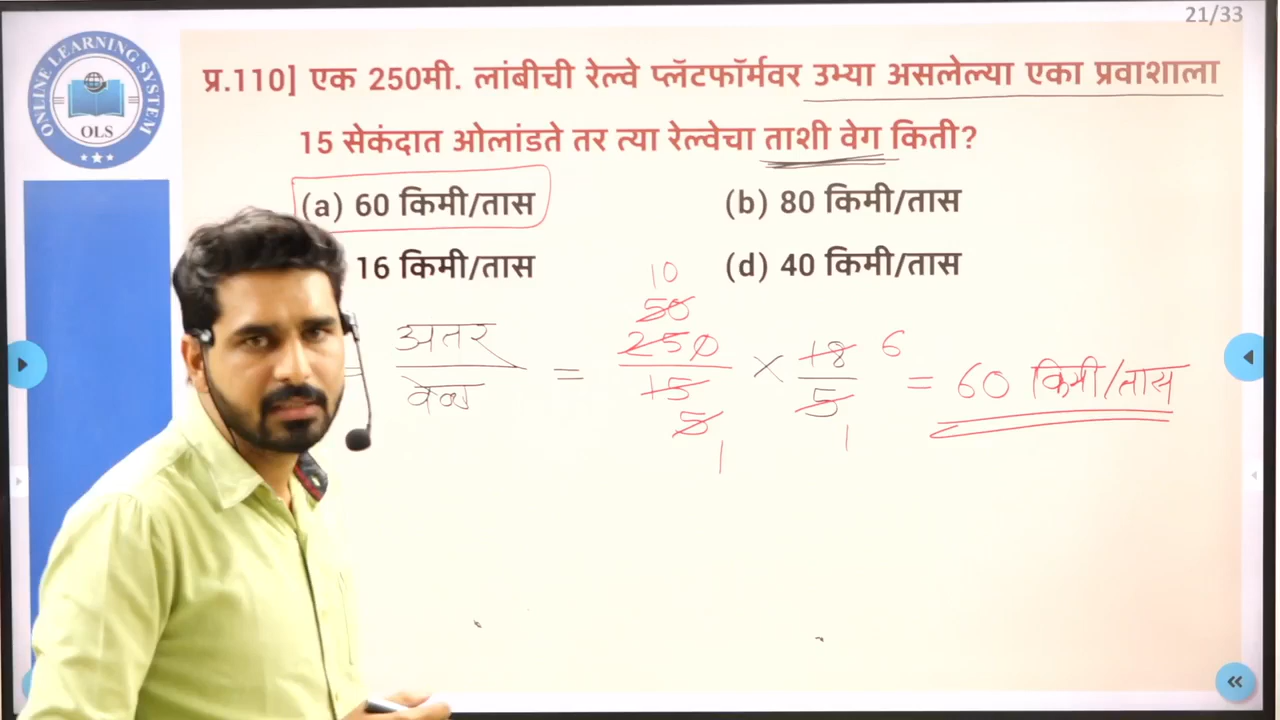 21/33
ONLINE LEARNING SYSTEM
OLS
प्र.110] एक 250मी. लांबीची रेल्वे प्लॅटफॉर्मवर उभ्या असलेल्या एका प्रवाशाला
15 सेकंदात ओलांडते तर त्या रेल्वेचा ताशी वेग किती?
(a) 60 किमी/तास (b) 80 किमी/तास
16 किमी/तास (d) 40 किमी/तास
10
50
अतर 250 18 6
= — = — × — = 60 किमी/तास
वेळ 15 5
5 1
1